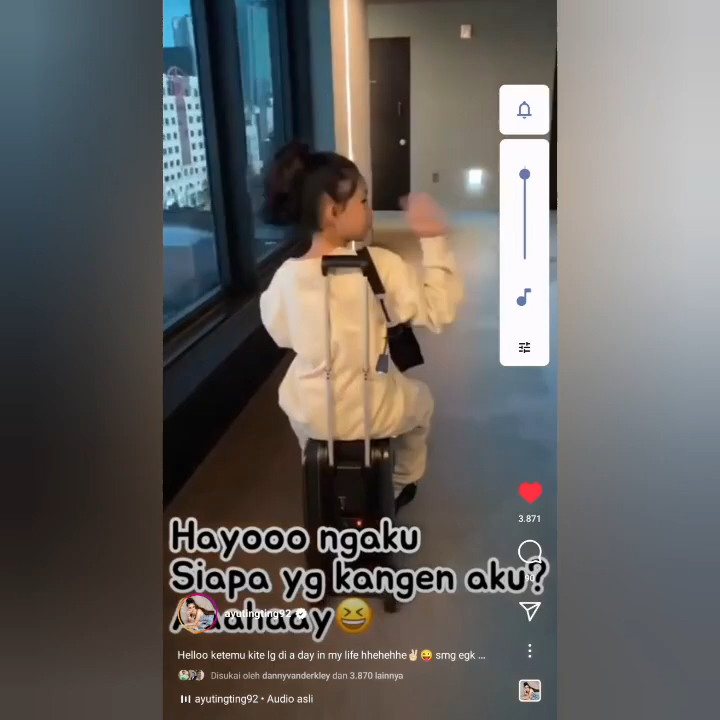 Hayooo ngaku
Siapa yg kangen aku?
3.871
ayutingting92
Helloo ketemu kite lg di a day in my life hhehehhe✌🏻😜 smg egk ...
Disukai oleh dannyvanderkley dan 3.870 lainnya
ayutingting92 • Audio asli